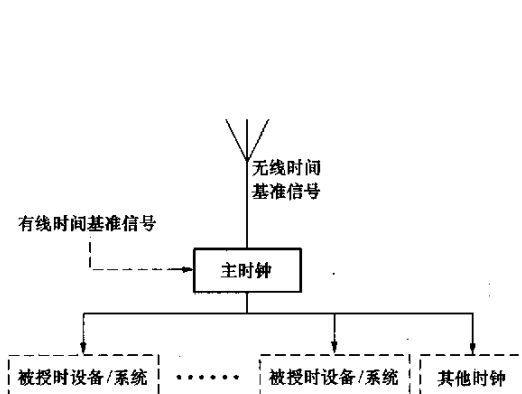 无线时间
基准信号
有线时间基准信号
主时钟
被授时设备/系统
······
被授时设备/系统
其他时钟